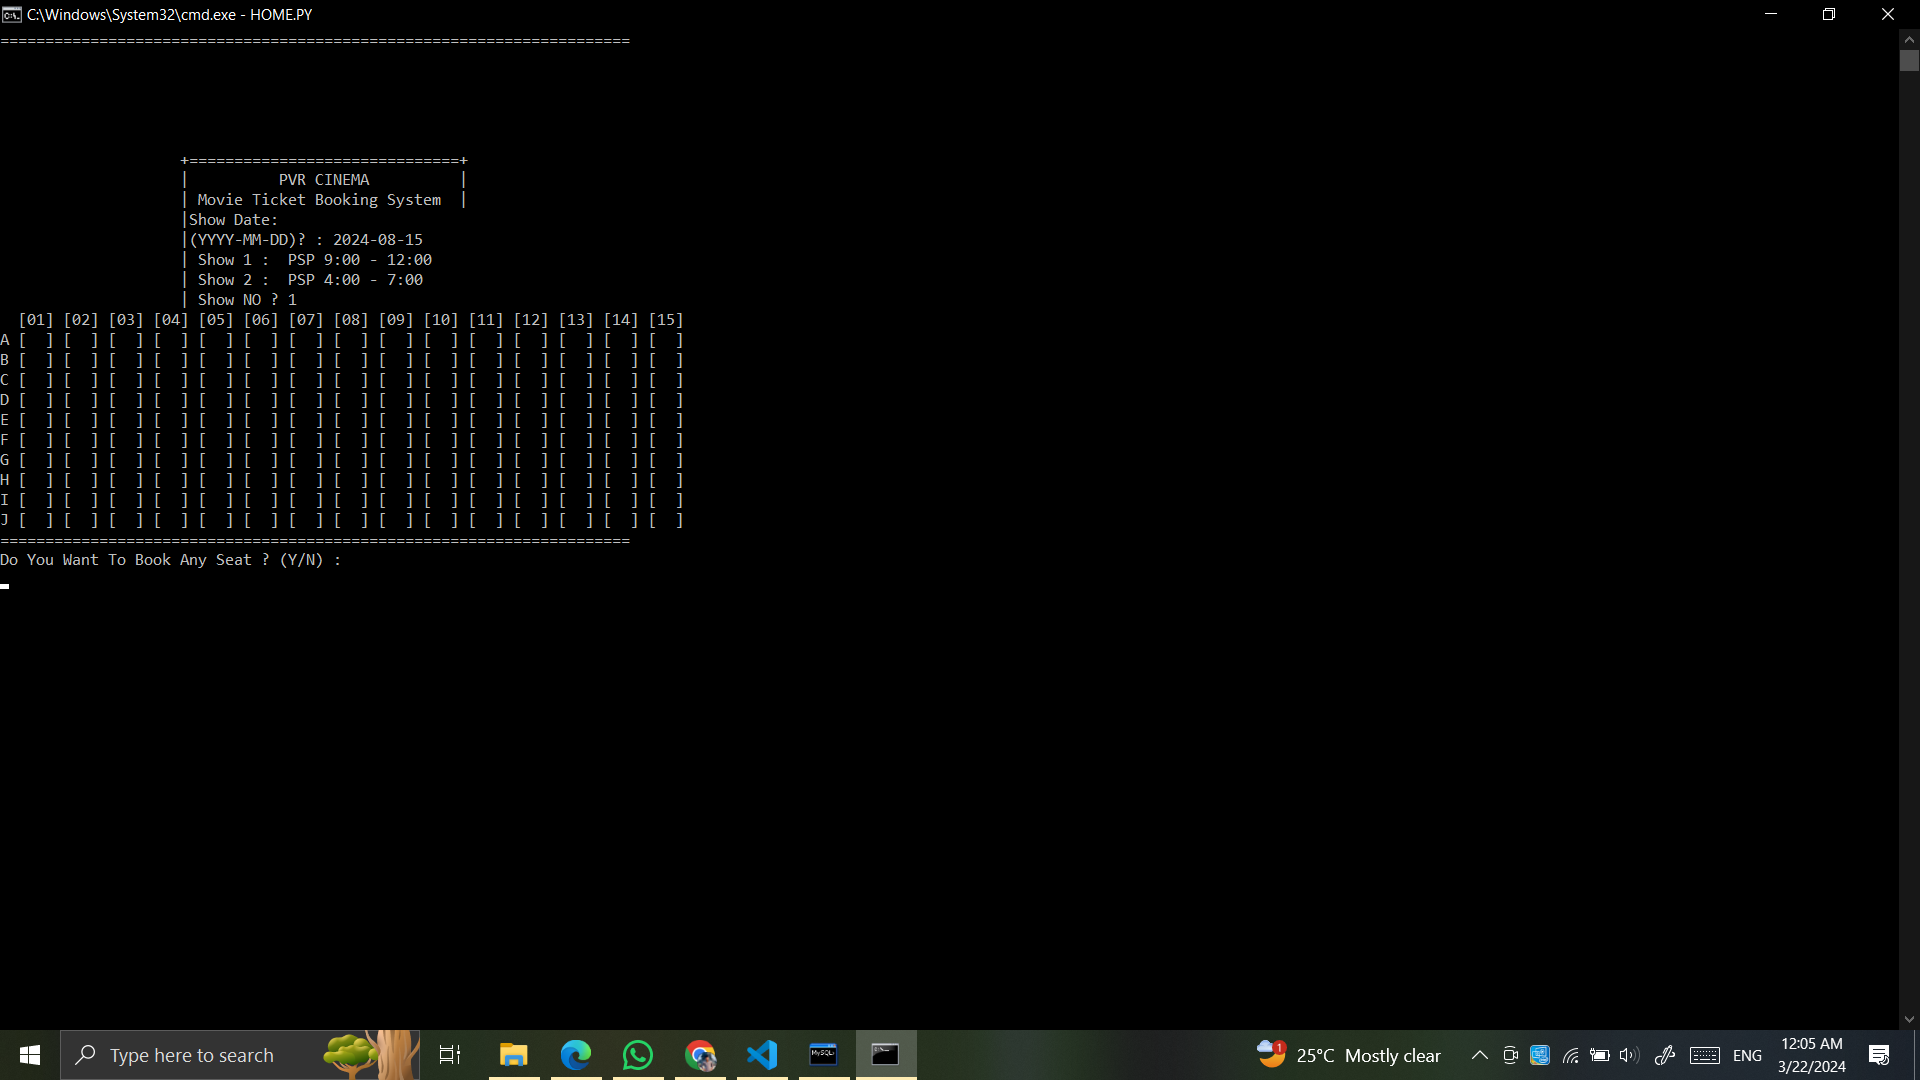 C:\Windows\System32\cmd.exe - HOME.PY
======================================================================
+==============================+
|          PVR CINEMA          |
| Movie Ticket Booking System  |
|Show Date:
|(YYYY-MM-DD)? : 2024-08-15
| Show 1 :  PSP 9:00 - 12:00
| Show 2 :  PSP 4:00 - 7:00
| Show NO ? 1
[01] [02] [03] [04] [05] [06] [07] [08] [09] [10] [11] [12] [13] [14] [15]
A [  ] [  ] [  ] [  ] [  ] [  ] [  ] [  ] [  ] [  ] [  ] [  ] [  ] [  ] [  ]
B [  ] [  ] [  ] [  ] [  ] [  ] [  ] [  ] [  ] [  ] [  ] [  ] [  ] [  ] [  ]
C [  ] [  ] [  ] [  ] [  ] [  ] [  ] [  ] [  ] [  ] [  ] [  ] [  ] [  ] [  ]
D [  ] [  ] [  ] [  ] [  ] [  ] [  ] [  ] [  ] [  ] [  ] [  ] [  ] [  ] [  ]
E [  ] [  ] [  ] [  ] [  ] [  ] [  ] [  ] [  ] [  ] [  ] [  ] [  ] [  ] [  ]
F [  ] [  ] [  ] [  ] [  ] [  ] [  ] [  ] [  ] [  ] [  ] [  ] [  ] [  ] [  ]
G [  ] [  ] [  ] [  ] [  ] [  ] [  ] [  ] [  ] [  ] [  ] [  ] [  ] [  ] [  ]
H [  ] [  ] [  ] [  ] [  ] [  ] [  ] [  ] [  ] [  ] [  ] [  ] [  ] [  ] [  ]
I [  ] [  ] [  ] [  ] [  ] [  ] [  ] [  ] [  ] [  ] [  ] [  ] [  ] [  ] [  ]
J [  ] [  ] [  ] [  ] [  ] [  ] [  ] [  ] [  ] [  ] [  ] [  ] [  ] [  ] [  ]
======================================================================
Do You Want To Book Any Seat ? (Y/N) :
Type here to search
MySQL
1
25°C Mostly clear
ENG
12:05 AM
3/22/2024